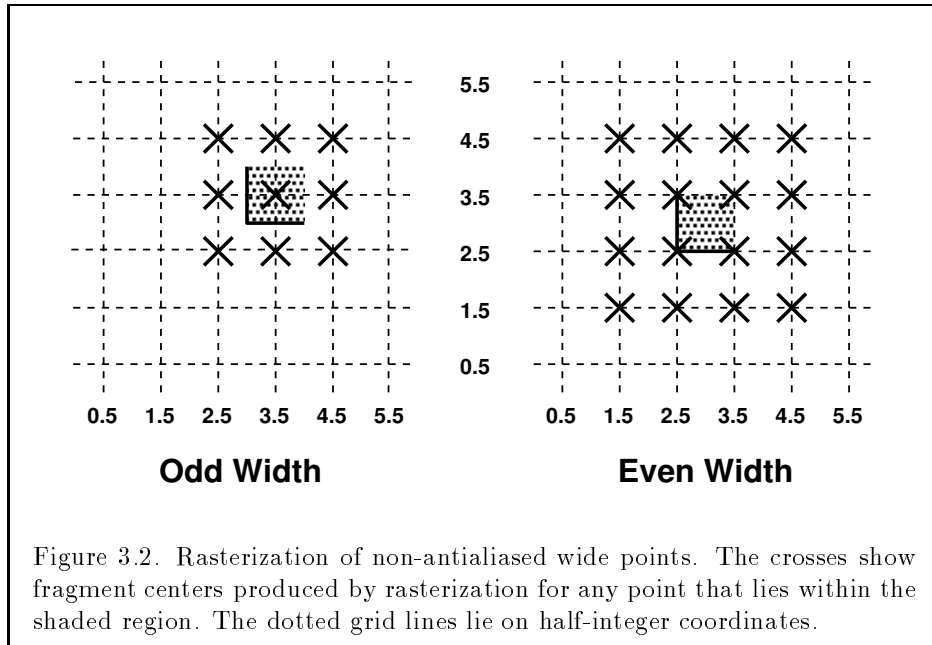 5.5
4.5
3.5
2.5
1.5
0.5
0.5 1.5 2.5 3.5 4.5 5.5
0.5 1.5 2.5 3.5 4.5 5.5
Odd Width
Even Width
Figure 3.2. Rasterization of non-antialiased wide points. The crosses show
fragment centers produced by rasterization for any point that lies within the
shaded region. The dotted grid lines lie on half-integer coordinates.